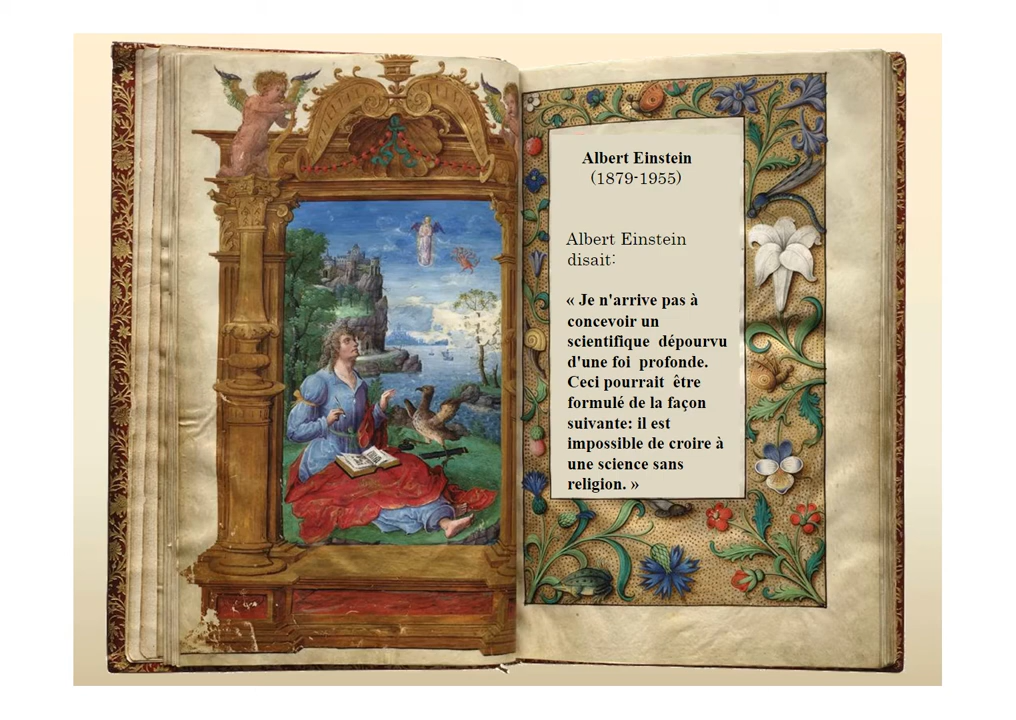 Albert Einstein
(1879-1955)
Albert Einstein
disait:
« Je n'arrive pas à
concevoir un
scientifique dépourvu
d'une foi profonde.
Ceci pourrait être
formulé de la façon
suivante: il est
impossible de croire à
une science sans
religion. »